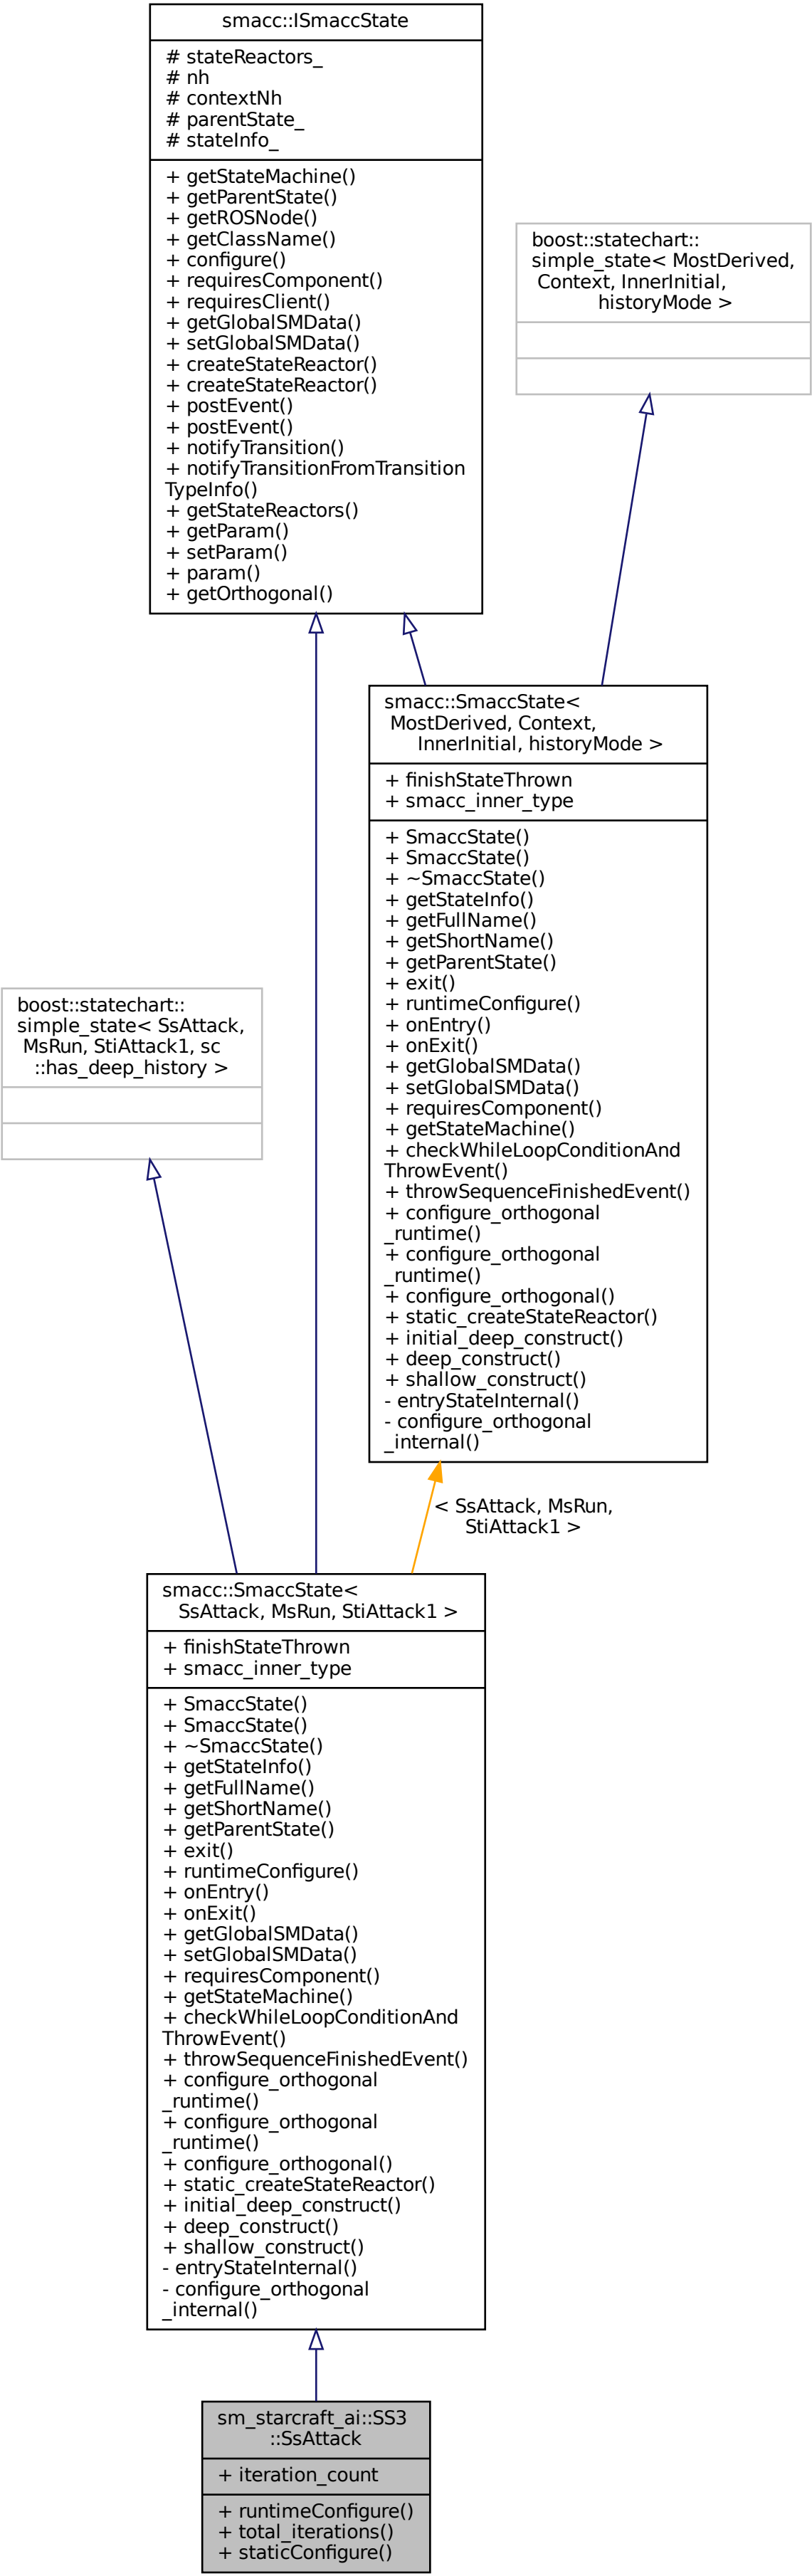 smacc::ISmaccState
# stateReactors_
# nh
# contextNh
# parentState_
# stateInfo_
+ getStateMachine()
+ getParentState()
+ getROSNode()
+ getClassName()
+ configure()
+ requiresComponent()
+ requiresClient()
+ getGlobalSMData()
+ setGlobalSMData()
+ createStateReactor()
+ createStateReactor()
+ postEvent()
+ postEvent()
+ notifyTransition()
+ notifyTransitionFromTransition
TypeInfo()
+ getStateReactors()
+ getParam()
+ setParam()
+ param()
+ getOrthogonal()
boost::statechart::
simple_state< MostDerived,
Context, InnerInitial,
historyMode >
smacc::SmaccState<
MostDerived, Context,
InnerInitial, historyMode >
+ finishStateThrown
+ smacc_inner_type
+ SmaccState()
+ SmaccState()
+ ~SmaccState()
+ getStateInfo()
+ getFullName()
+ getShortName()
+ getParentState()
+ exit()
+ runtimeConfigure()
+ onEntry()
+ onExit()
+ getGlobalSMData()
+ setGlobalSMData()
+ requiresComponent()
+ getStateMachine()
+ checkWhileLoopConditionAnd
ThrowEvent()
+ throwSequenceFinishedEvent()
+ configure_orthogonal
_runtime()
+ configure_orthogonal
_runtime()
+ configure_orthogonal()
+ static_createStateReactor()
+ initial_deep_construct()
+ deep_construct()
+ shallow_construct()
- entryStateInternal()
- configure_orthogonal
_internal()
boost::statechart::
simple_state< SsAttack,
MsRun, StiAttack1, sc
::has_deep_history >
< SsAttack, MsRun,
StiAttack1 >
smacc::SmaccState<
SsAttack, MsRun, StiAttack1 >
+ finishStateThrown
+ smacc_inner_type
+ SmaccState()
+ SmaccState()
+ ~SmaccState()
+ getStateInfo()
+ getFullName()
+ getShortName()
+ getParentState()
+ exit()
+ runtimeConfigure()
+ onEntry()
+ onExit()
+ getGlobalSMData()
+ setGlobalSMData()
+ requiresComponent()
+ getStateMachine()
+ checkWhileLoopConditionAnd
ThrowEvent()
+ throwSequenceFinishedEvent()
+ configure_orthogonal
_runtime()
+ configure_orthogonal
_runtime()
+ configure_orthogonal()
+ static_createStateReactor()
+ initial_deep_construct()
+ deep_construct()
+ shallow_construct()
- entryStateInternal()
- configure_orthogonal
_internal()
sm_starcraft_ai::SS3
::SsAttack
+ iteration_count
+ runtimeConfigure()
+ total_iterations()
+ staticConfigure()